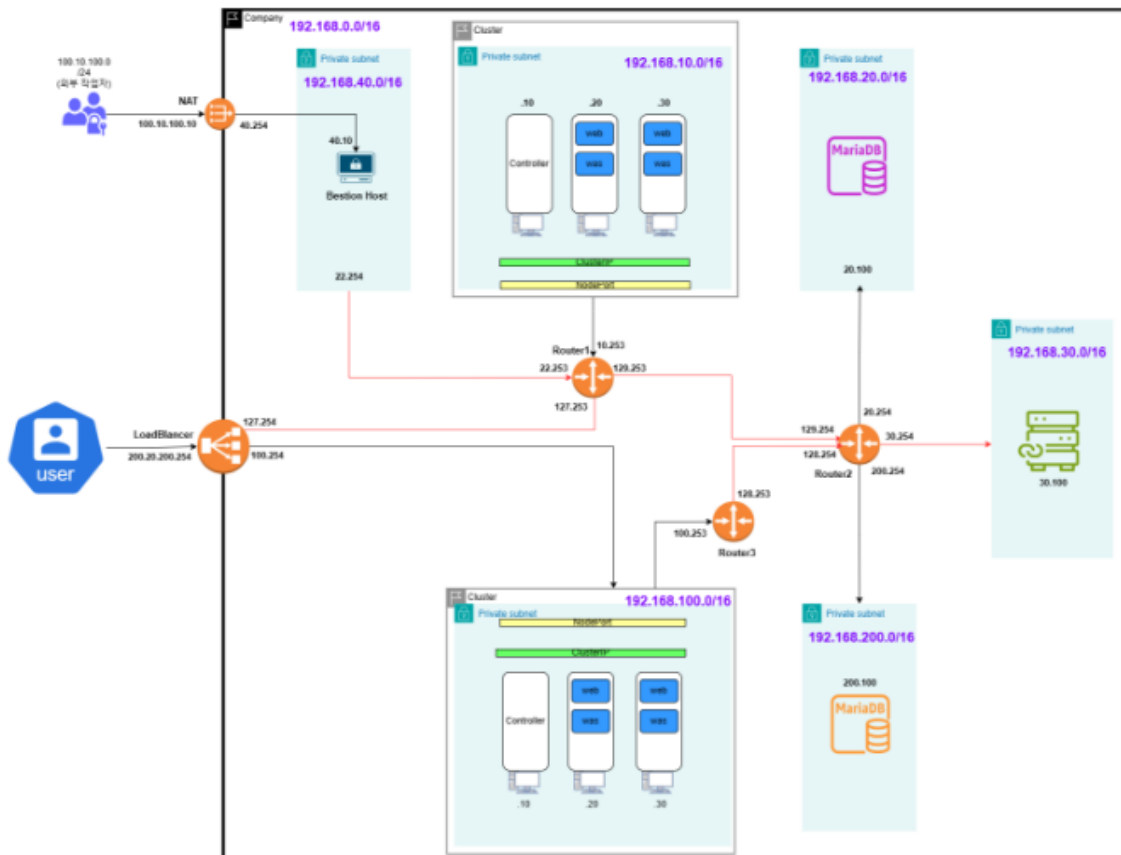 Company
192.168.0.0/16
100.10.100.0
/24
(외부 작업자)
NAT
100.10.100.10
40.254
Private subnet
192.168.40.0/16
40.10
Bestion Host
22.254
Cluster
Private subnet
192.168.10.0/16
.10
.20
.30
Controller
web
was
web
was
ClusterIP
NodePort
Private subnet
192.168.20.0/16
MariaDB
20.100
Private subnet
192.168.30.0/16
30.100
Router1
10.253
22.253
129.253
127.253
user
LoadBlancer
200.20.200.254
127.254
100.254
129.254
128.254
20.254
30.254
200.254
Router2
128.253
100.253
Router3
Cluster
Private subnet
192.168.100.0/16
NodePort
ClusterIP
Controller
web
was
web
was
.10
.20
.30
Private subnet
192.168.200.0/16
200.100
MariaDB